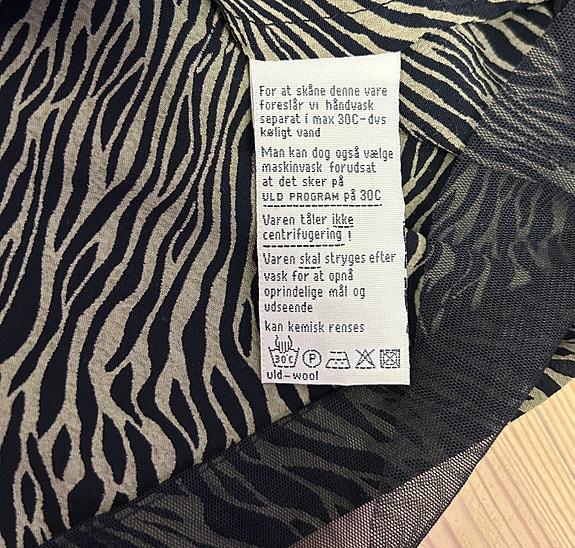 For at skåne denne vare
foreslår vi håndvask
separat i max 30C-dvs
køligt vand
Man kan dog også vælge
maskinvask forudsat
at det sker på
ULD PROGRAM på 30C
Varen tåler ikke
centrifugering !
Varen skal stryges efter
vask for at opnå
oprindelige mål og
udseende
kan kemisk renses
30°C P
uld-wool